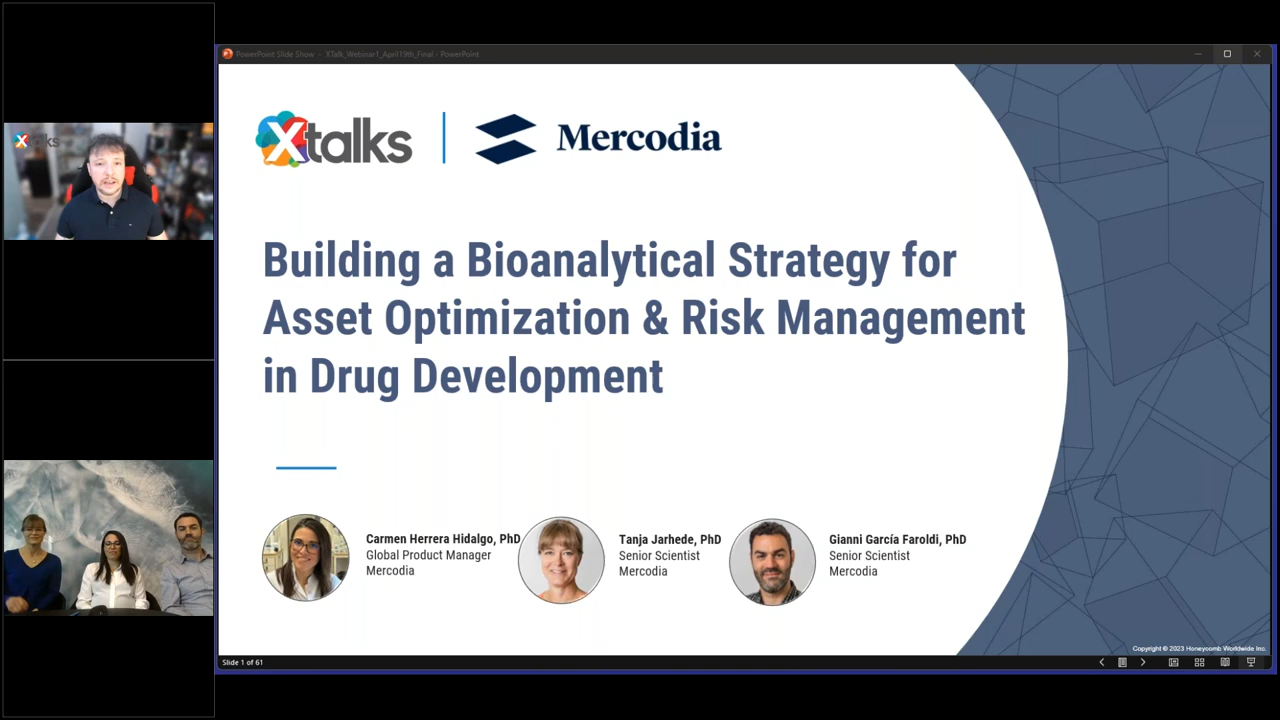 PowerPoint Slide Show - XTalk_Webinar1_April19th_Final - PowerPoint
Xtalks
Xtalks
Mercodia
Building a Bioanalytical Strategy for
Asset Optimization & Risk Management
in Drug Development
Carmen Herrera Hidalgo, PhD
Global Product Manager
Mercodia
Tanja Jarhede, PhD
Senior Scientist
Mercodia
Gianni García Faroldi, PhD
Senior Scientist
Mercodia
Copyright © 2023 Honeycomb Worldwide Inc.
Slide 1 of 61